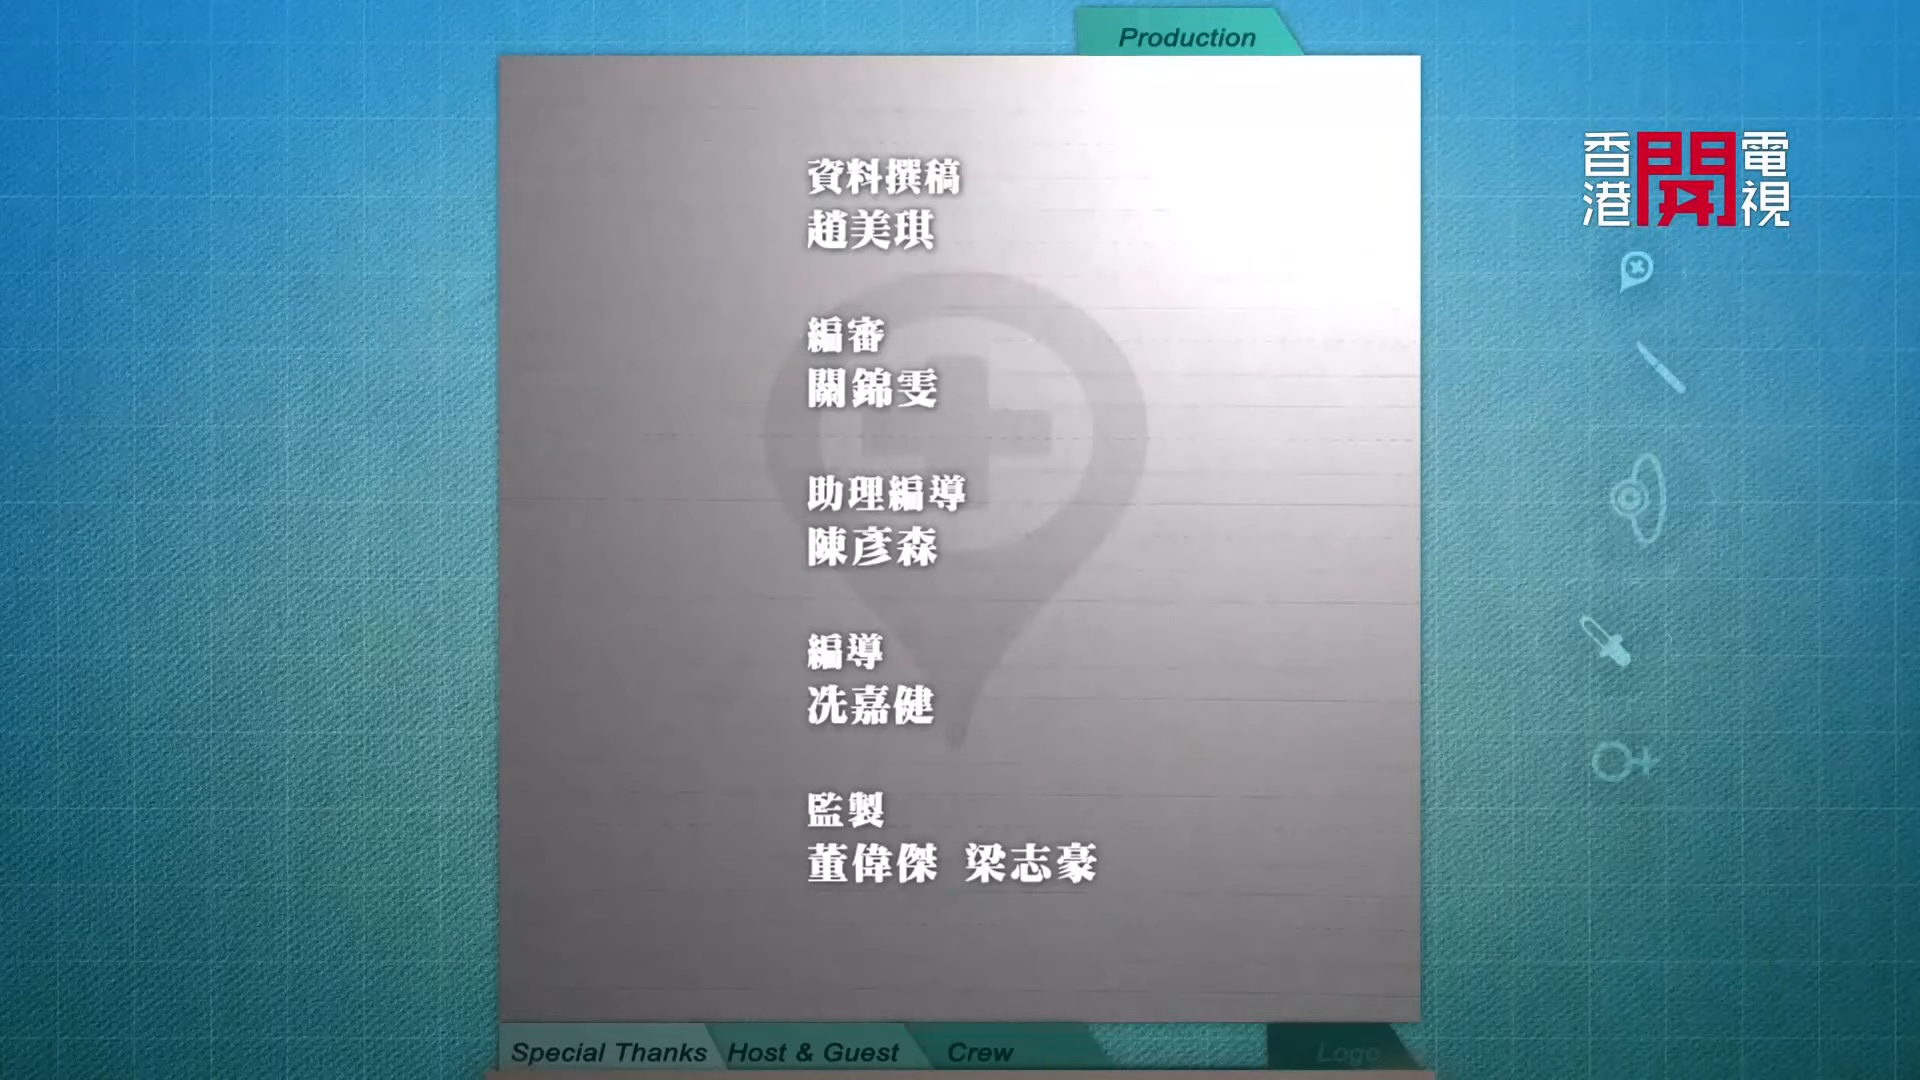 Production
香港開電視
資料撰稿
趙美琪
編審
關錦雯
助理編導
陳彥森
編導
冼嘉健
監製
董偉傑 梁志豪
Special Thanks
Host & Guest
Crew
Logo